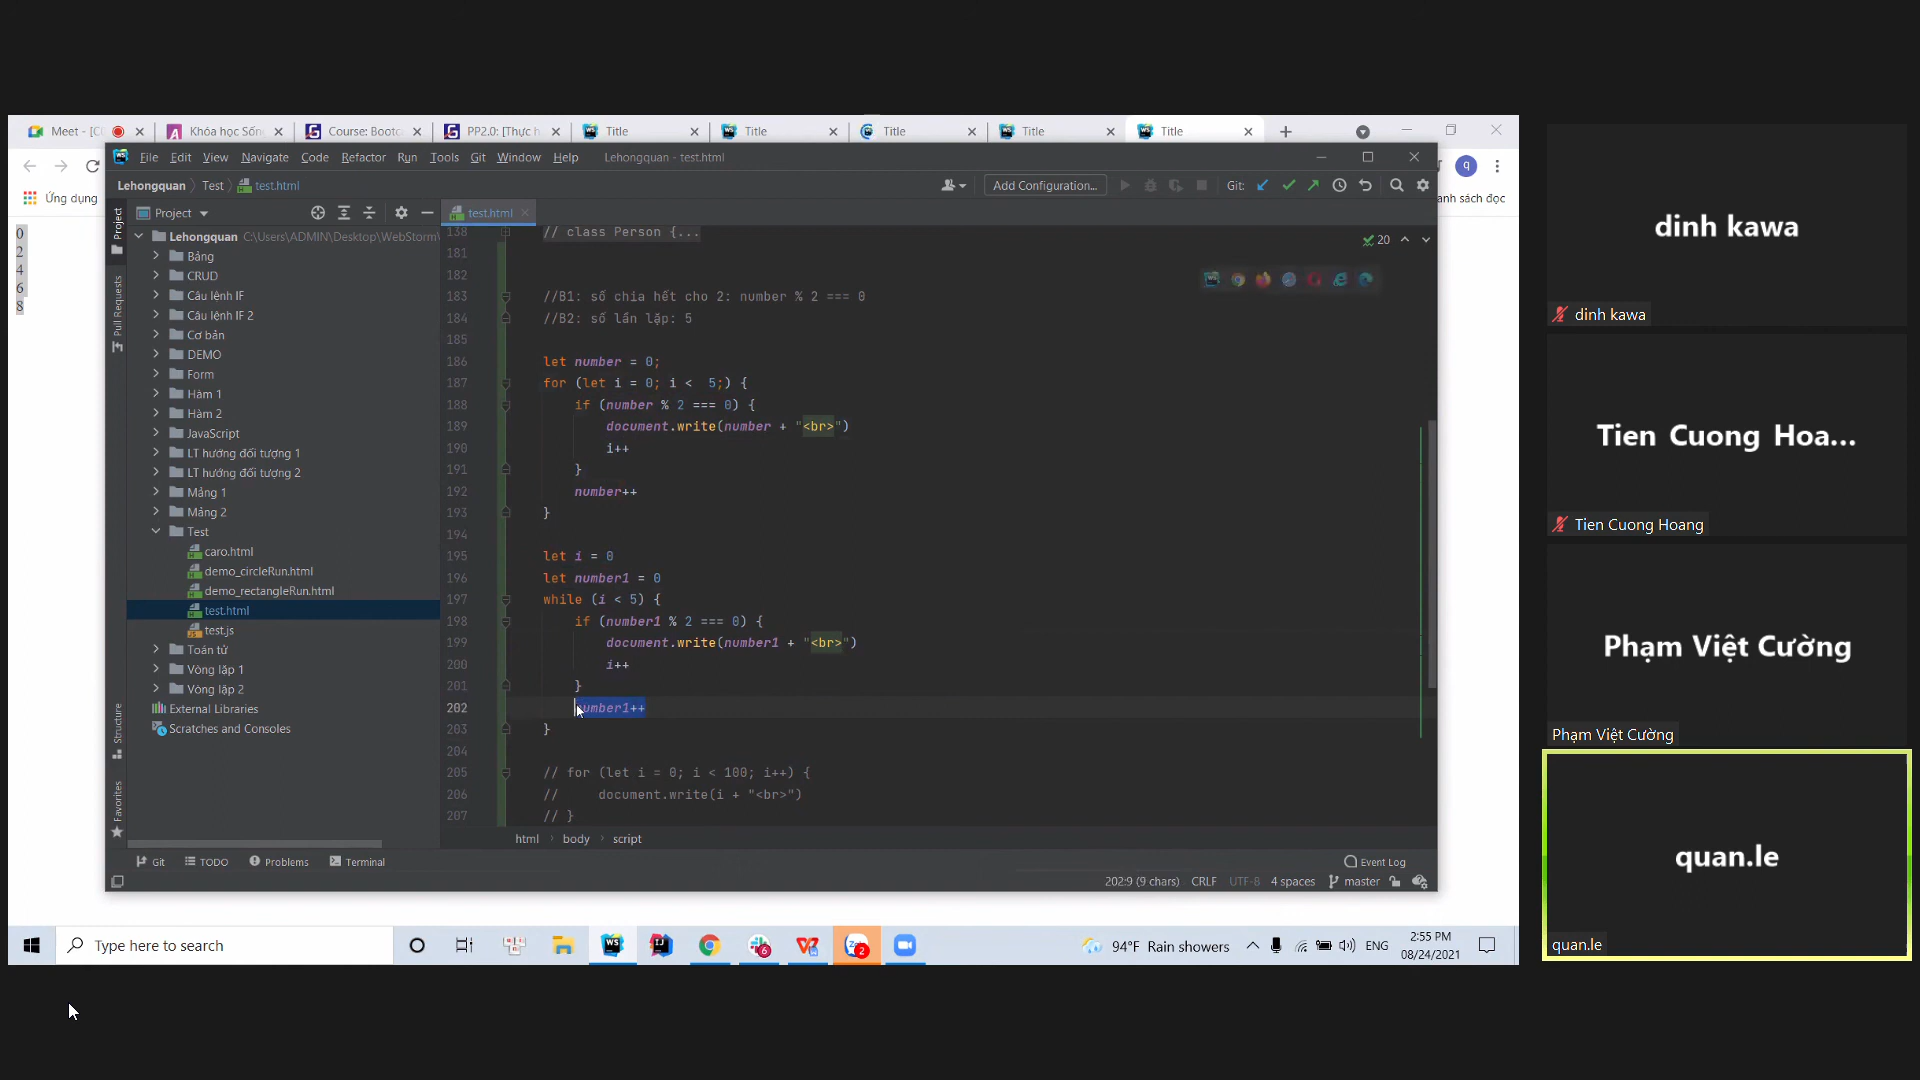 Meet - [C
Khóa học Sốn
Course: Bootc
PP2.0: [Thực h
Title
Title
Title
Title
Title
File Edit View Navigate Code Refactor Run Tools Git Window Help Lehongquan - test.html
q
Ứng dụng
anh sách đọc
Lehongquan Test test.html
Add Configuration...
Git:
Project
test.html
0
2
4
6
8
Project
Pull Requests
Structure
Favorites
Lehongquan C:\Users\ADMIN\Desktop\WebStorm\
Bảng
CRUD
Câu lệnh IF
Câu lệnh IF 2
Cơ bản
DEMO
Form
Hàm 1
Hàm 2
JavaScript
LT hướng đối tượng 1
LT hướng đối tượng 2
Mảng 1
Mảng 2
Test
caro.html
demo_circleRun.html
demo_rectangleRun.html
test.html
test.js
Toán tử
Vòng lặp 1
Vòng lặp 2
External Libraries
Scratches and Consoles
20
138 // class Person {...
181
182
183 //B1: số chia hết cho 2: number % 2 === 0
184 //B2: số lần lặp: 5
185
186 let number = 0;
187 for (let i = 0; i < 5;) {
188 if (number % 2 === 0) {
189 document.write(number + "<br>")
190 i++
191 }
192 number++
193 }
194
195 let i = 0
196 let number1 = 0
197 while (i < 5) {
198 if (number1 % 2 === 0) {
199 document.write(number1 + "<br>")
200 i++
201 }
202 number1++
203 }
204
205 // for (let i = 0; i < 100; i++) {
206 // document.write(i + "<br>")
207 // }
html body script
Git TODO Problems Terminal
Event Log
202:9 (9 chars) CRLF UTF-8 4 spaces master
Type here to search
6
2
94°F Rain showers
ENG
2:55 PM
08/24/2021
dinh kawa
dinh kawa
Tien Cuong Hoa...
Tien Cuong Hoang
Phạm Việt Cường
Phạm Việt Cường
quan.le
quan.le